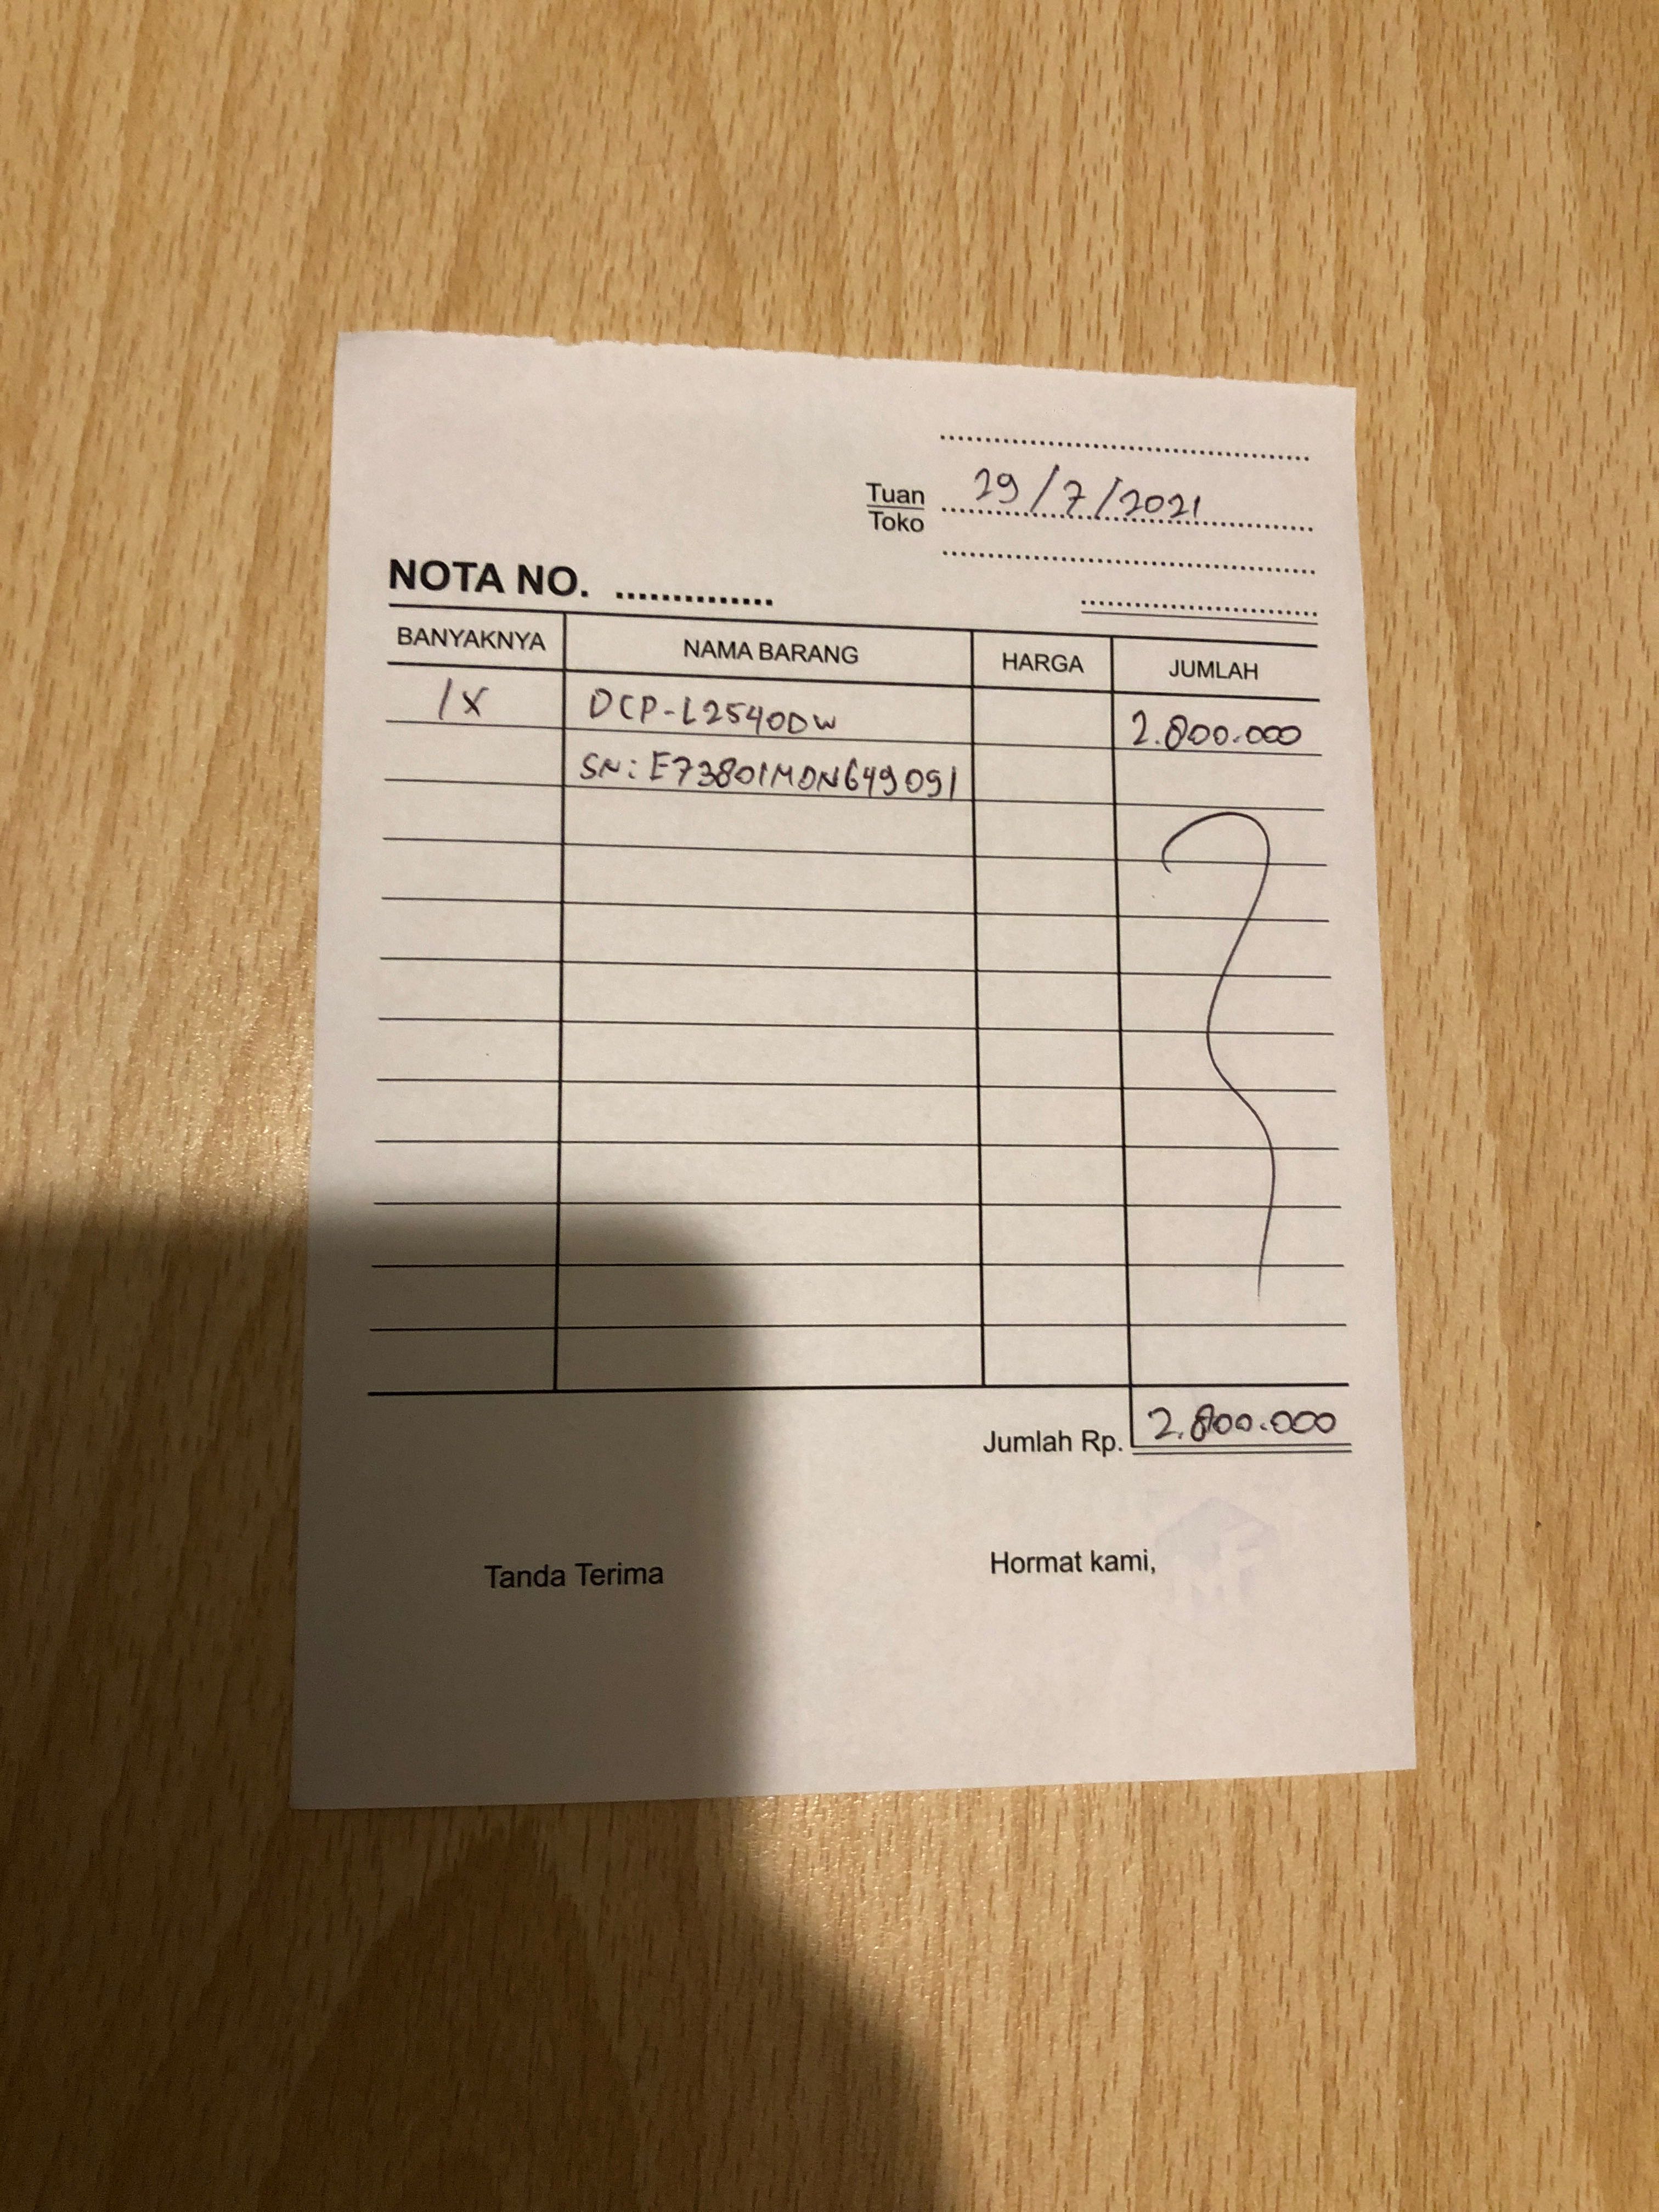 Tuan 29/7/2021
Toko
NOTA NO. ..............
BANYAKNYA NAMA BARANG HARGA JUMLAH
1X DCP-L2540DW 2.800.000
SN: E73801M0N649091
Jumlah Rp. 2.800.000
Tanda Terima Hormat kami,